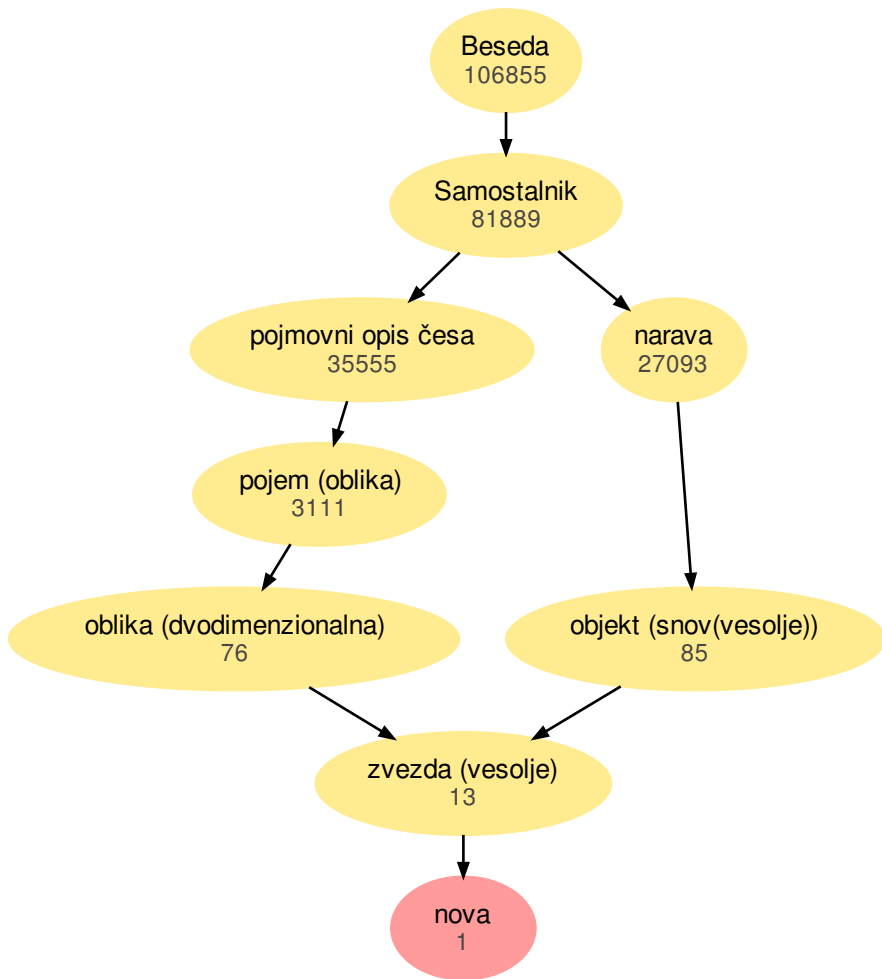 Beseda
106855
Samostalnik
81889
pojmovni opis česa
35555
narava
27093
pojem (oblika)
3111
oblika (dvodimenzionalna)
76
objekt (snov(vesolje))
85
zvezda (vesolje)
13
nova
1